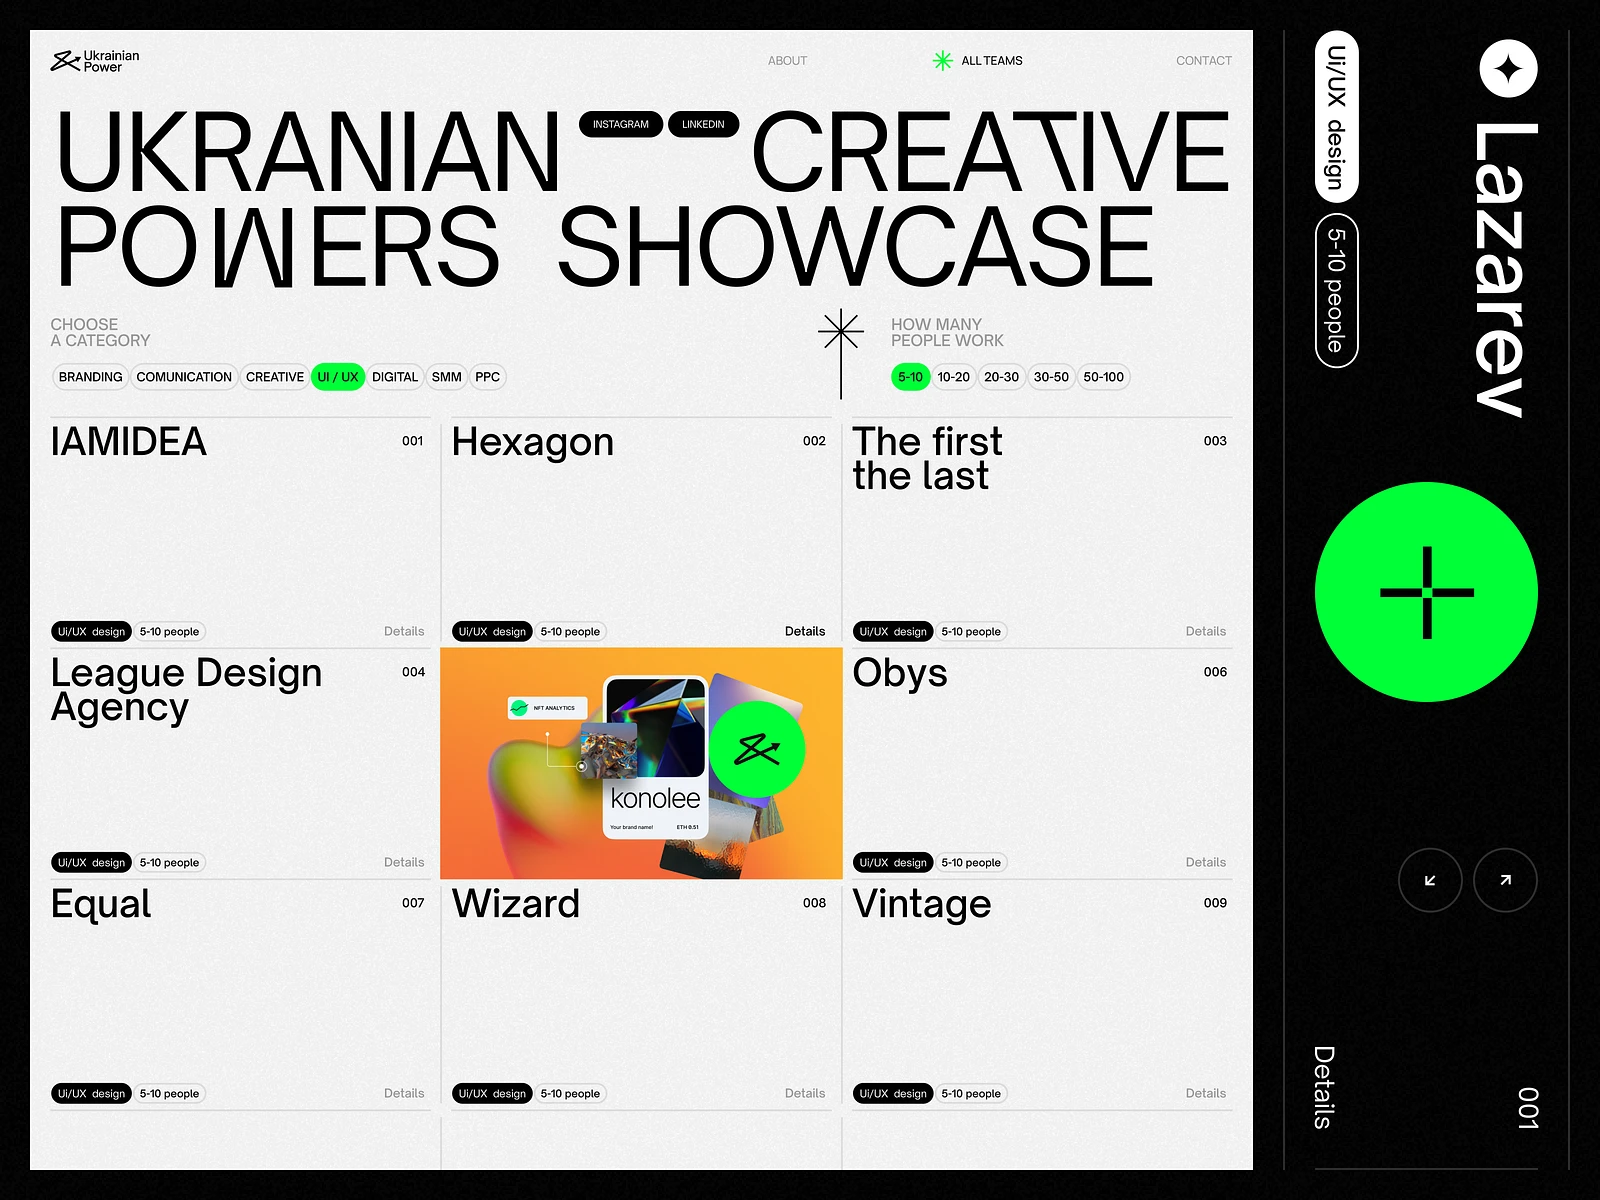 Ukrainian
Power
ABOUT
ALL TEAMS
CONTACT
UKRANIAN
INSTAGRAM
LINKEDIN
CREATIVE
POWERS SHOWCASE
CHOOSE
A CATEGORY
HOW MANY
PEOPLE WORK
BRANDING
COMUNICATION
CREATIVE
UI / UX
DIGITAL
SMM
PPC
5-10
10-20
20-30
30-50
50-100
IAMIDEA
001
Ui/UX design
5-10 people
Details
Hexagon
002
Ui/UX design
5-10 people
Details
The first
the last
003
Ui/UX design
5-10 people
Details
League Design
Agency
004
Ui/UX design
5-10 people
Details
NFT ANALYTICS
konolee
Your brand name!
ETH 0.51
Obys
006
Ui/UX design
5-10 people
Details
Equal
007
Ui/UX design
5-10 people
Details
Wizard
008
Ui/UX design
5-10 people
Details
Vintage
009
Ui/UX design
5-10 people
Details
Lazarev
Ui/UX design
5-10 people
001
Details